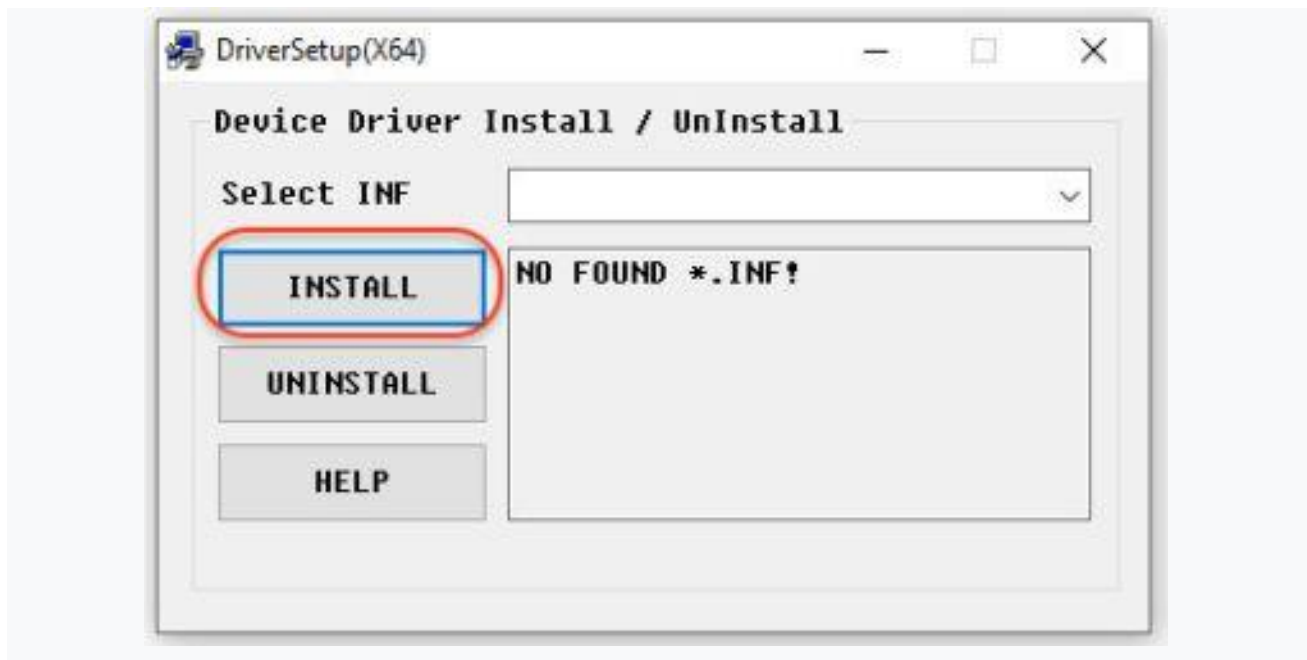 DriverSetup(X64)
Device Driver Install / UnInstall
Select INF
INSTALL
NO FOUND *.INF!
UNINSTALL
HELP